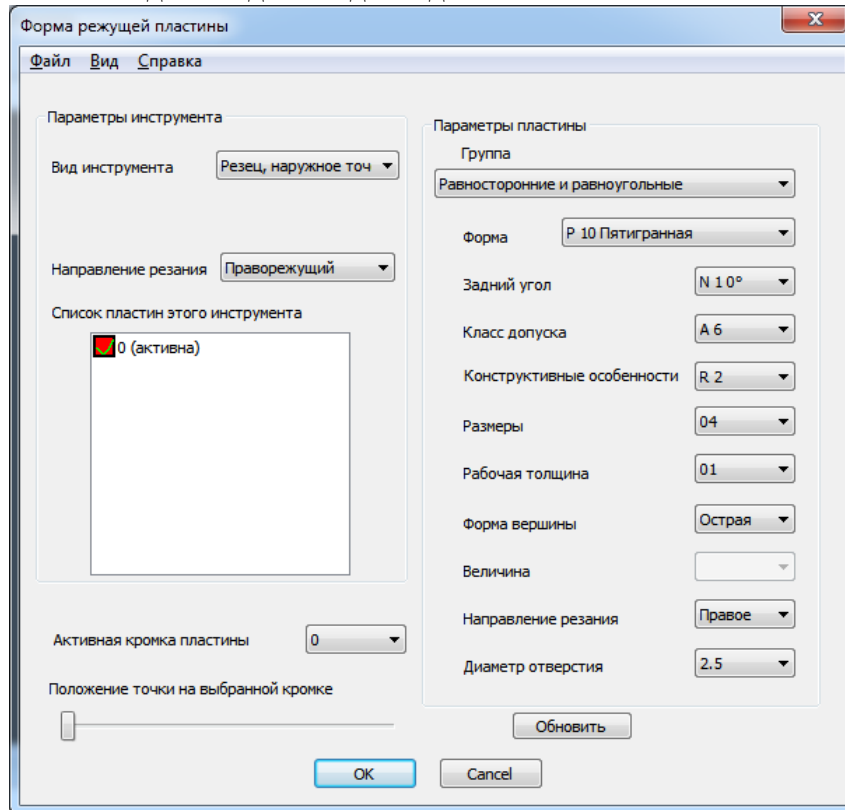 Форма режущей пластины
Файл Вид Справка
Параметры инструмента
Вид инструмента Резец, наружное точ
Направление резания Праворежущий
Список пластин этого инструмента
0 (активна)
Активная кромка пластины 0
Положение точки на выбранной кромке
Параметры пластины
Группа
Равносторонние и равноугольные
Форма P 10 Пятигранная
Задний угол N 1 0°
Класс допуска A 6
Конструктивные особенности R 2
Размеры 04
Рабочая толщина 01
Форма вершины Острая
Величина
Направление резания Правое
Диаметр отверстия 2.5
Обновить
OK Cancel